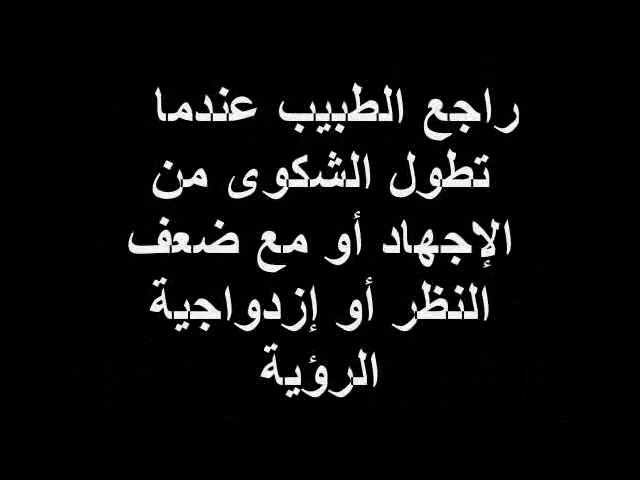 راجع الطبيب عندما
تطول الشكوى من
الإجهاد أو مع ضعف
النظر أو إزدواجية
الرؤية